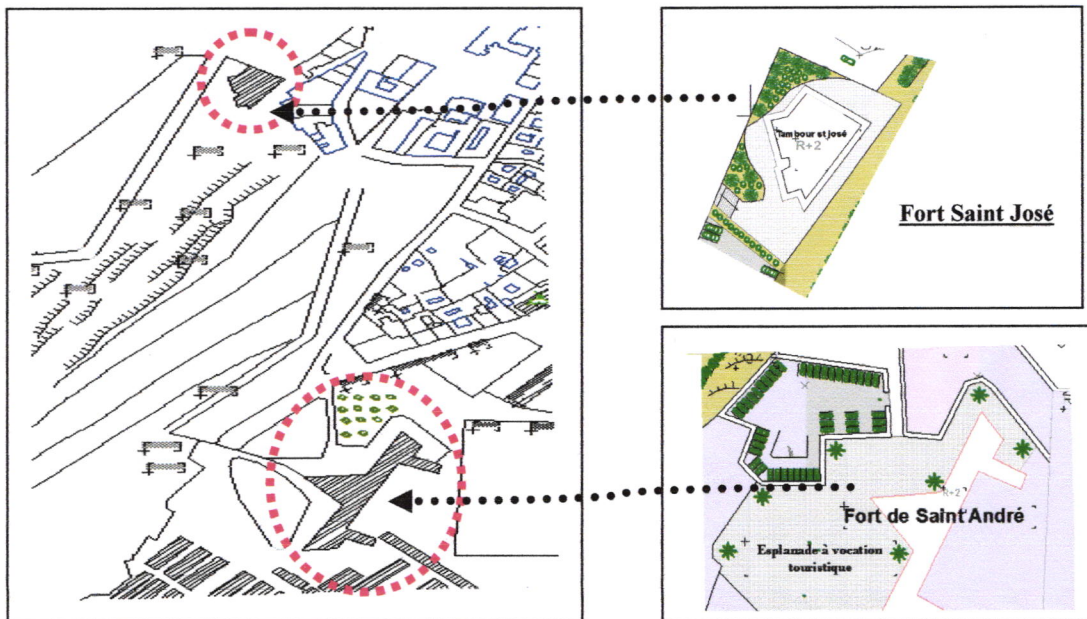 Tambour st josé
R+2
Fort Saint José
R+2
Fort de Saint André
Esplanade à vocation
touristique